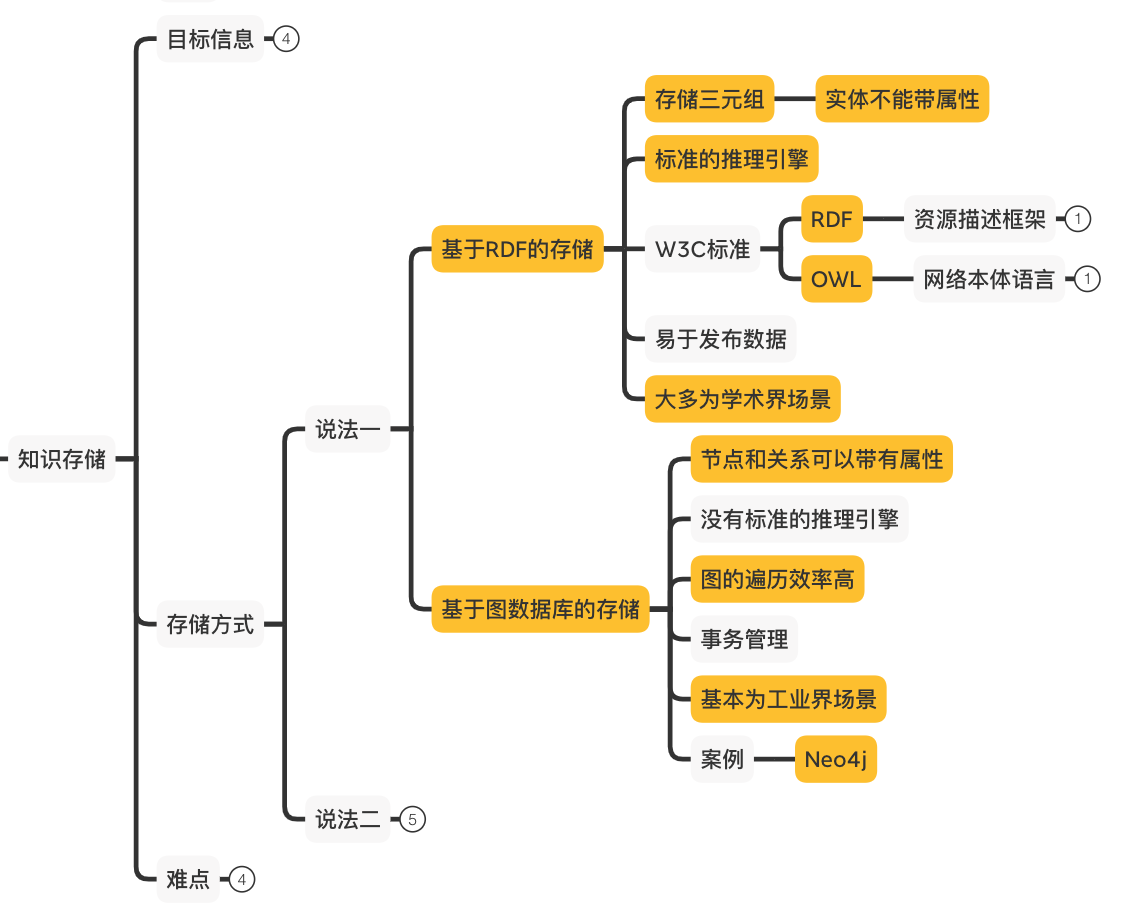 目标信息 4
存储三元组 实体不能带属性
标准的推理引擎
RDF 资源描述框架 1
基于RDF的存储 W3C标准
OWL 网络本体语言 1
易于发布数据
大多为学术界场景
说法一
知识存储 节点和关系可以带有属性
没有标准的推理引擎
图的遍历效率高
基于图数据库的存储
存储方式 事务管理
基本为工业界场景
案例 Neo4j
说法二 5
难点 4